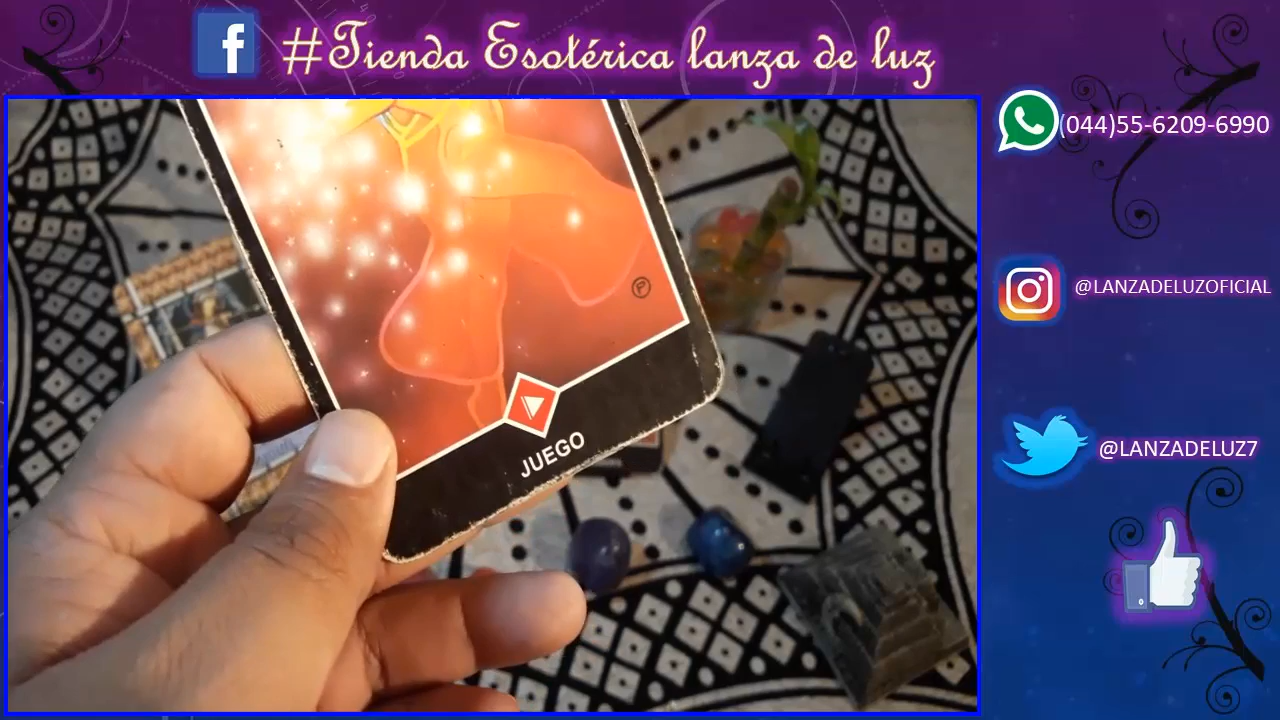 #Tienda Esotérica lanza de luz
(044)55-6209-6990
@LANZADELUZOFICIAL
@LANZADELUZ7
P
JUEGO